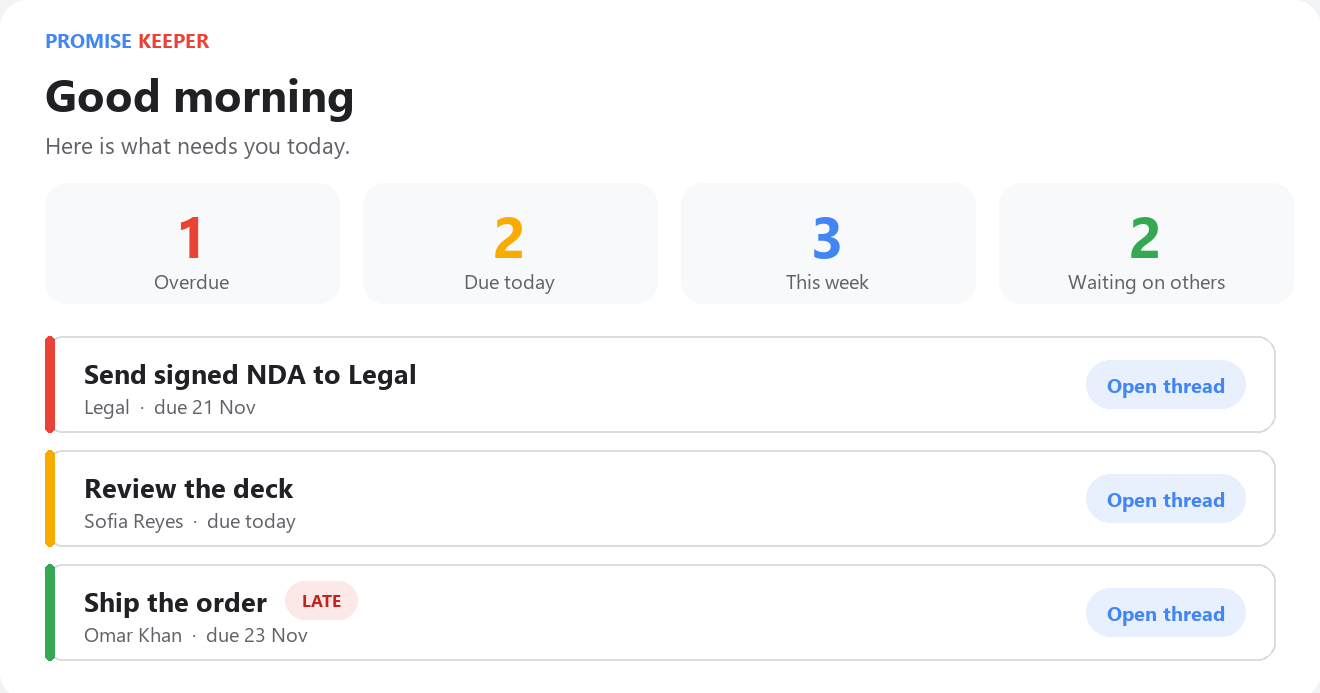 PROMISE KEEPER
Good morning
Here is what needs you today.
1
Overdue
2
Due today
3
This week
2
Waiting on others
Send signed NDA to Legal
Legal · due 21 Nov
Open thread
Review the deck
Sofia Reyes · due today
Open thread
Ship the order LATE
Omar Khan · due 23 Nov
Open thread